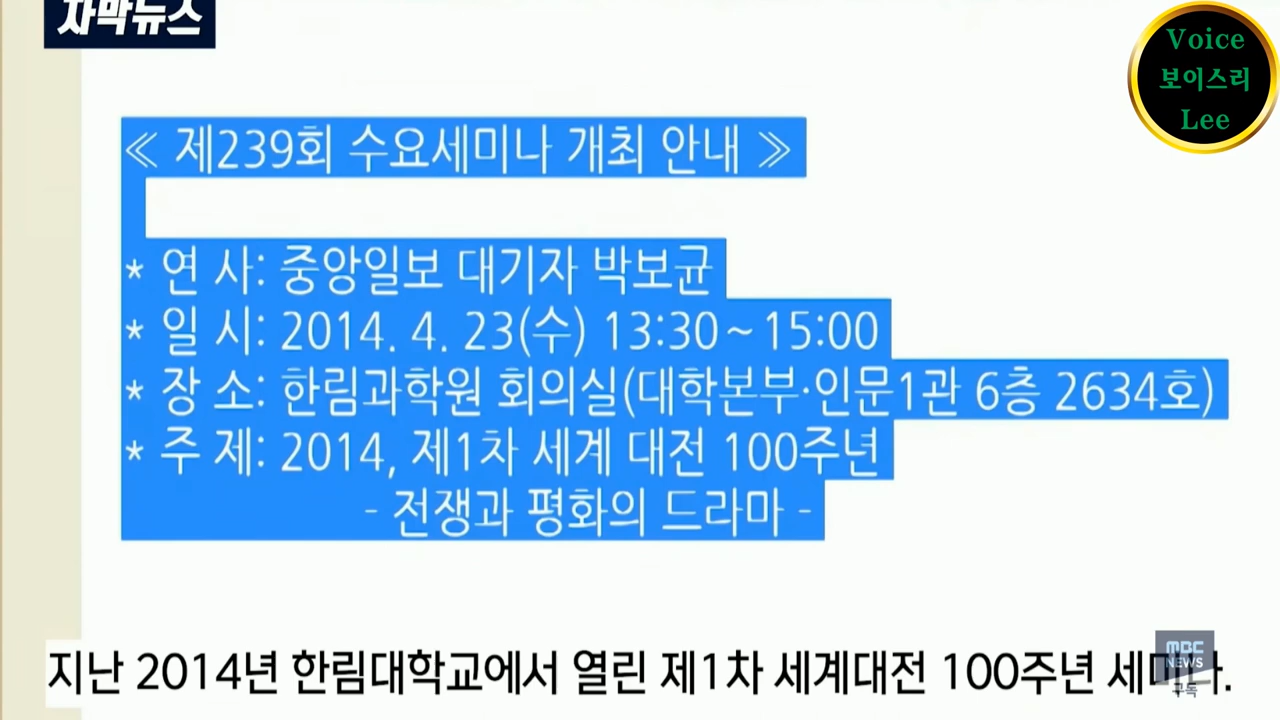 자막뉴스
Voice
보이스리
Lee
≪ 제239회 수요세미나 개최 안내 ≫
* 연 사: 중앙일보 대기자 박보균
* 일 시: 2014. 4. 23(수) 13:30~15:00
* 장 소: 한림과학원 회의실(대학본부·인문1관 6층 2634호)
* 주 제: 2014, 제1차 세계 대전 100주년
- 전쟁과 평화의 드라마 -
지난 2014년 한림대학교에서 열린 제1차 세계대전 100주년 세미나.
MBC
NEWS
구독